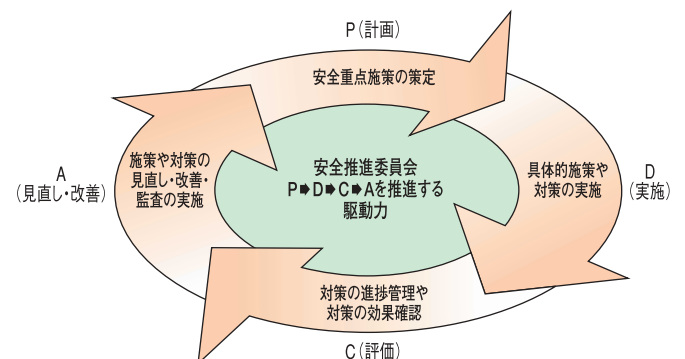 P（計画）
安全重点施策の策定
A
（見直し・改善）
施策や対策の
見直し・改善・
監査の実施
安全推進委員会
P➡D➡C➡Aを推進する
駆動力
具体的施策や
対策の実施
D
（実施）
対策の進捗管理や
対策の効果確認
C（評価）